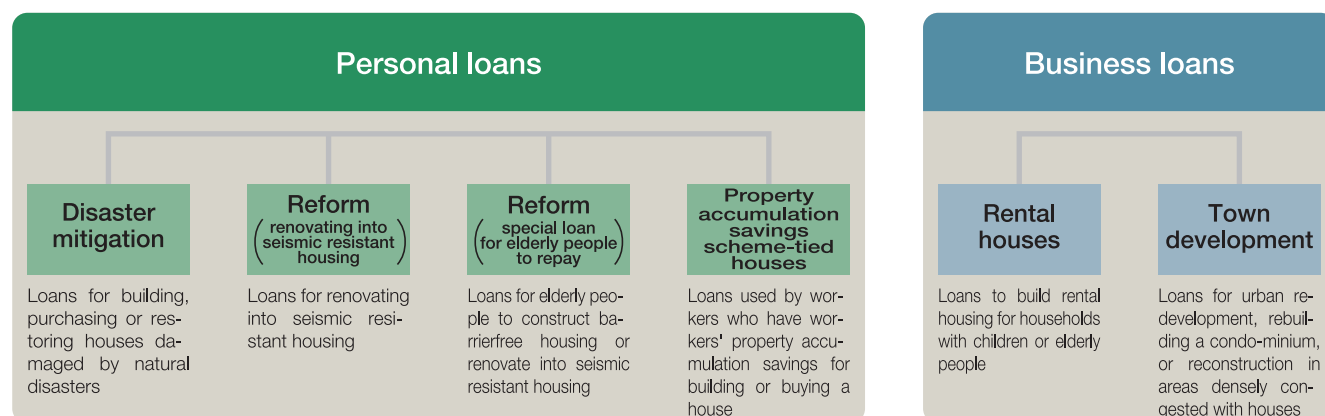 Personal loans
Disaster
mitigation
Loans for building,
purchasing or res-
toring houses da-
maged by natural
disasters
Reform
(renovating into
seismic resistant
housing)
Loans for renovating
into seismic resi-
stant housing
Reform
(special loan
for elderly people
to repay)
Loans for elderly peo-
ple to construct ba-
rrierfree housing or
renovate into seismic
resistant housing
Property
accumulation
savings
scheme-tied
houses
Loans used by wor-
kers who have wor-
kers' property accu-
mulation savings for
building or buying a
house
Business loans
Rental
houses
Loans to build rental
housing for households
with children or elderly
people
Town
development
Loans for urban re-
development, rebuil-
ding a condo-minium,
or reconstruction in
areas densely con-
gested with houses